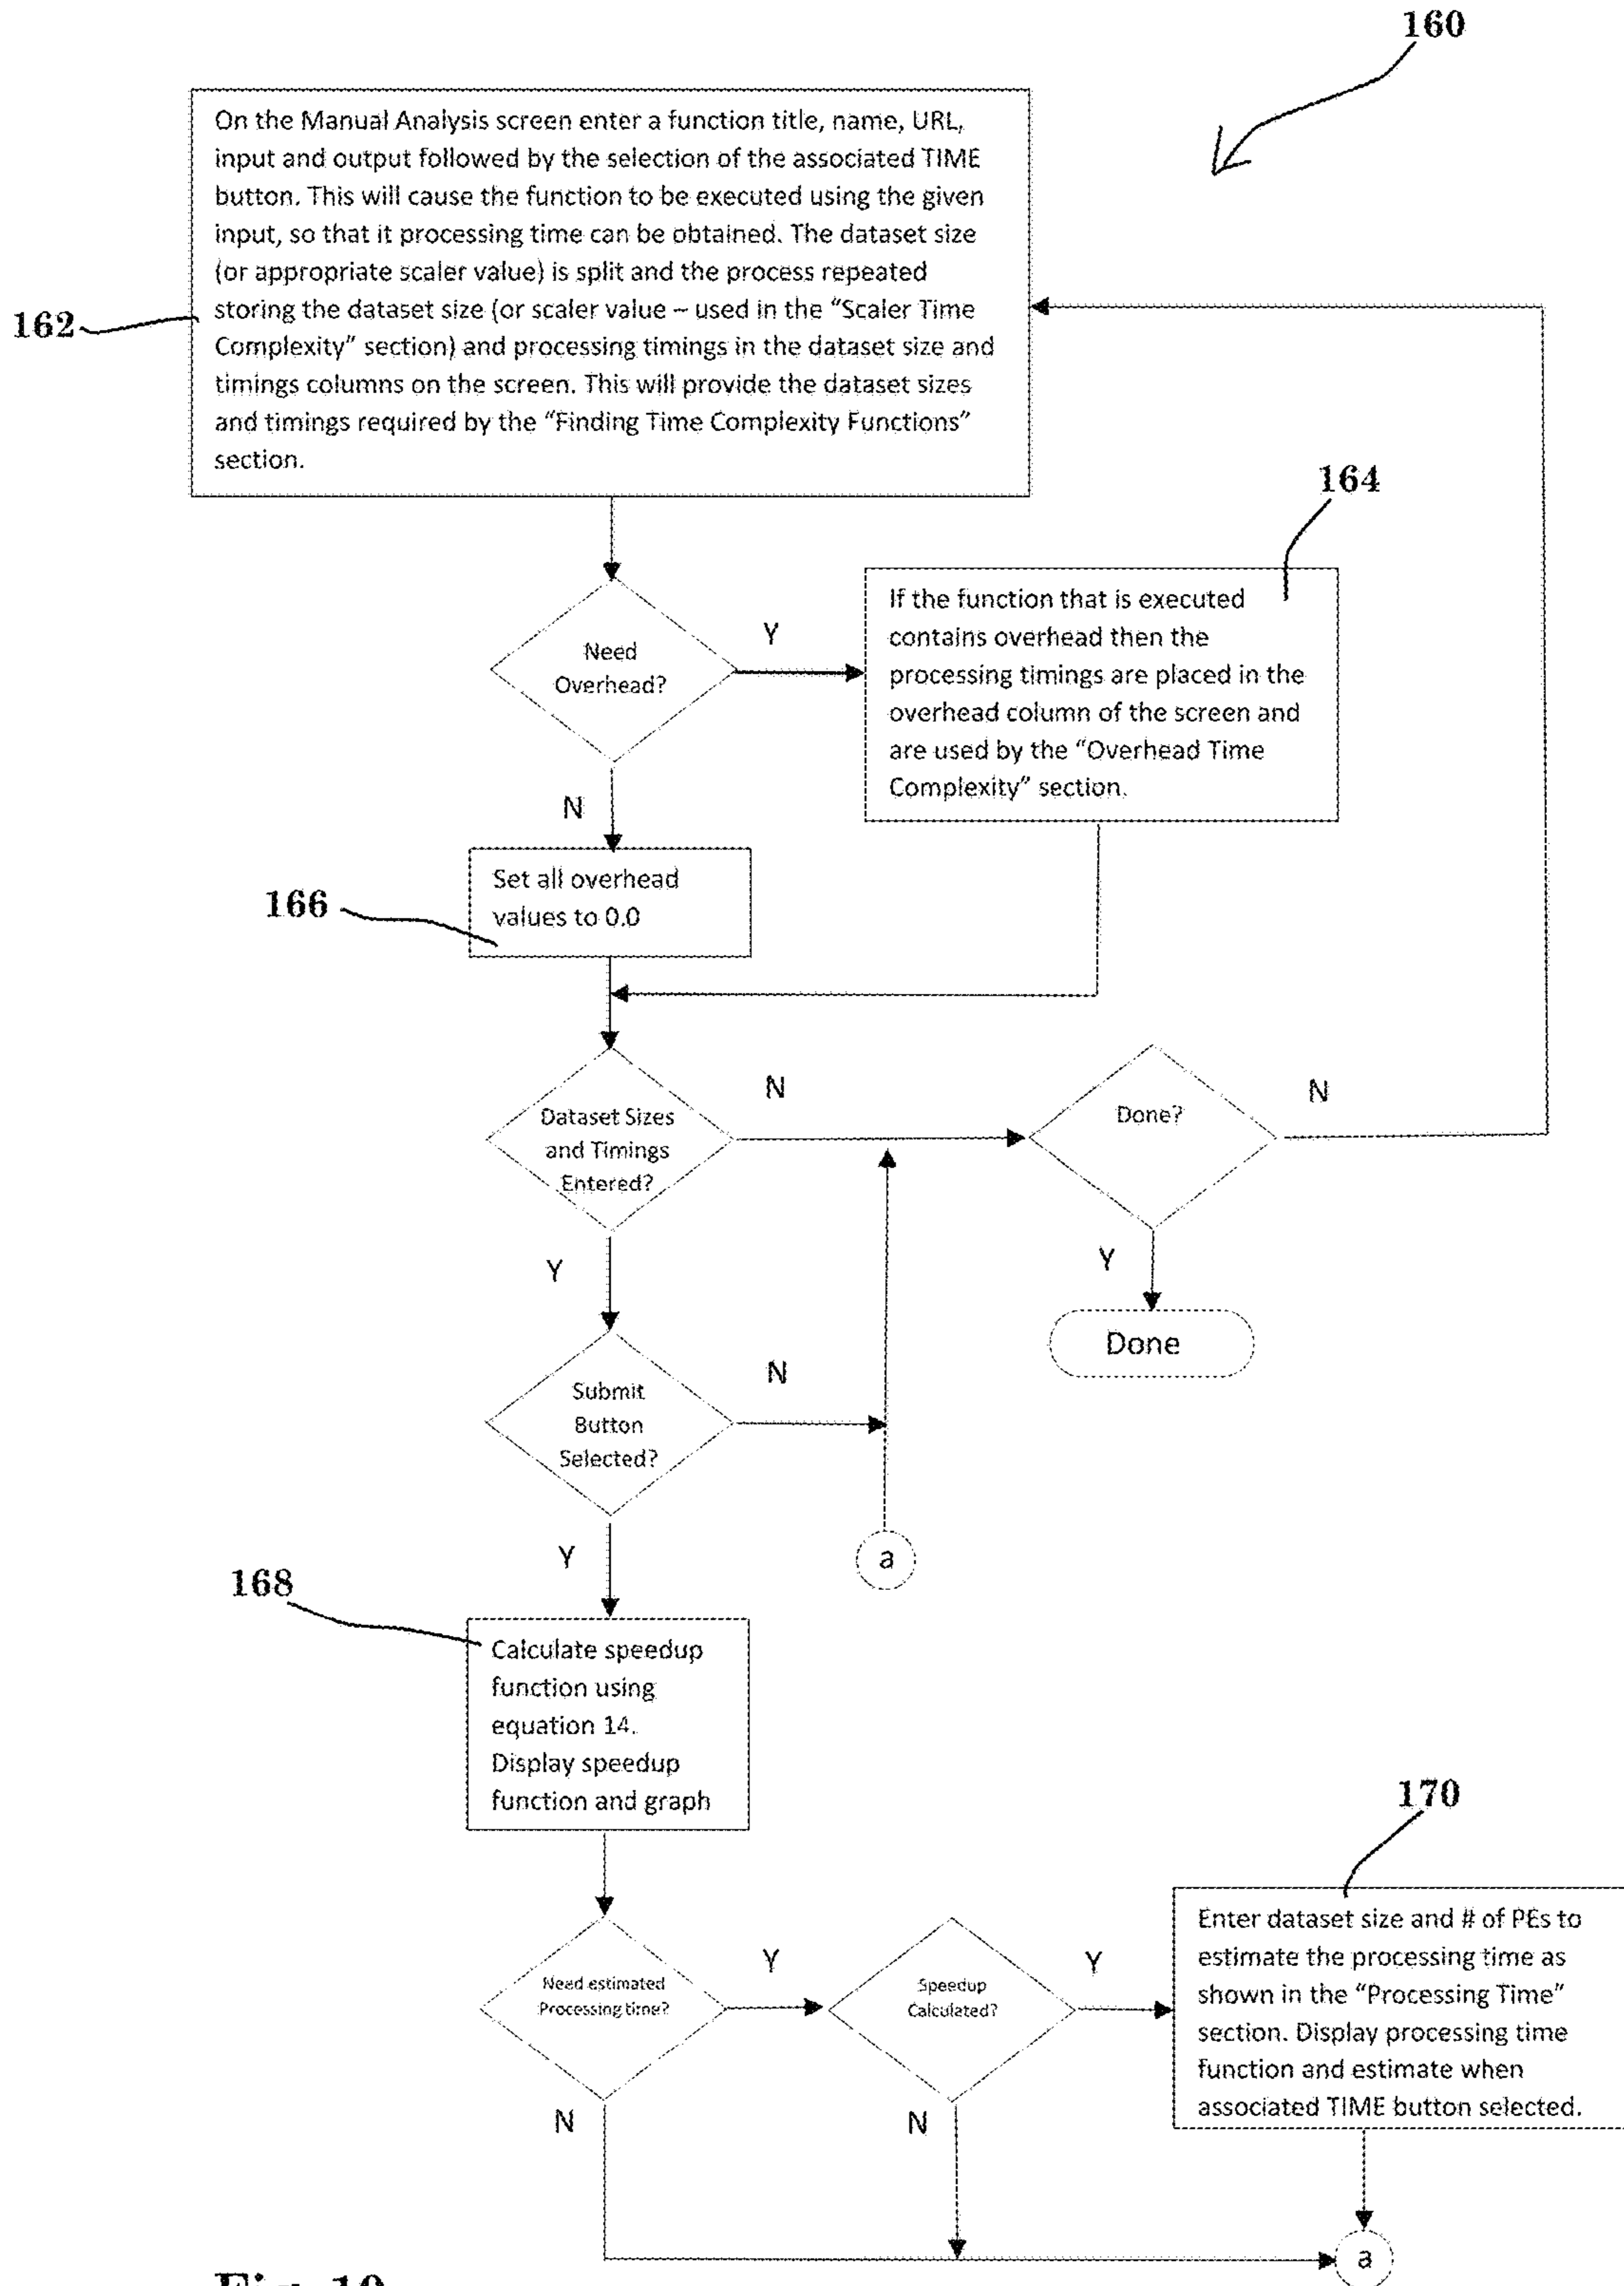 160
On the Manual Analysis screen enter a function title, name, URL,
input and output followed by the selection of the associated TIME
button. This will cause the function to be executed using the given
input, so that it processing time can be obtained. The dataset size
(or appropriate scaler value) is split and the process repeated
storing the dataset size (or scaler value – used in the “Scaler Time
Complexity” section) and processing timings in the dataset size and
timings columns on the screen. This will provide the dataset sizes
and timings required by the “Finding Time Complexity Functions”
section.
162
164
Need
Overhead?
Y
If the function that is executed
contains overhead then the
processing timings are placed in the
overhead column of the screen and
are used by the “Overhead Time
Complexity” section.
N
166
Set all overhead
values to 0.0
Dataset Sizes
and Timings
Entered?
N
Done?
N
Y
Y
Done
Submit
Button
Selected?
N
Y
a
168
Calculate speedup
function using
equation 14.
Display speedup
function and graph
170
Need estimated
Processing time?
Y
Speedup
Calculated?
Y
Enter dataset size and # of PEs to
estimate the processing time as
shown in the “Processing Time”
section. Display processing time
function and estimate when
associated TIME button selected.
N
N
a